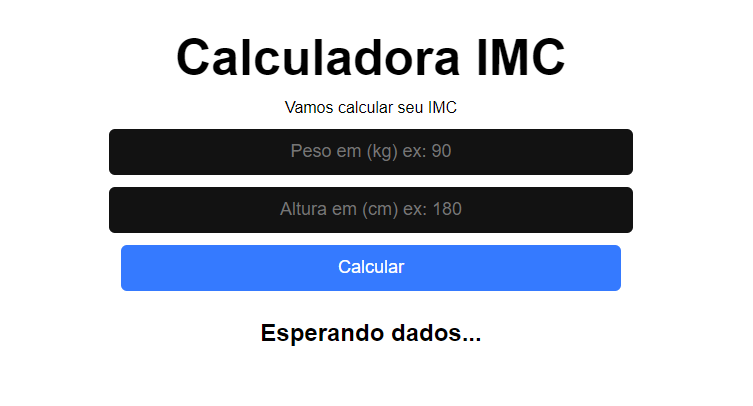 Calculadora IMC
Vamos calcular seu IMC
Peso em (kg) ex: 90
Altura em (cm) ex: 180
Calcular
Esperando dados...